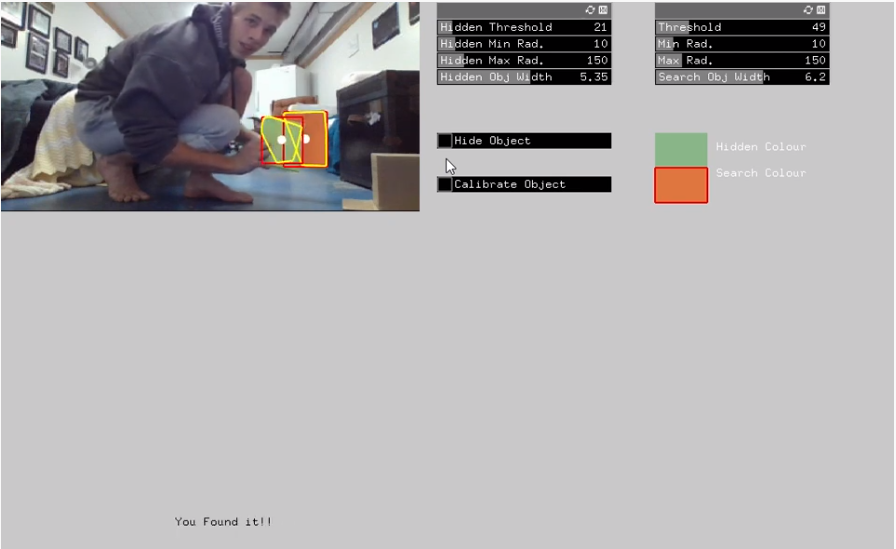 Hidden Threshold 21
Hidden Min Rad. 10
Hidden Max Rad. 150
Hidden Obj Width 5.35
Threshold 49
Min Rad. 10
Max Rad. 150
Search Obj Width 6.2
Hide Object
Calibrate Object
Hidden Colour
Search Colour
You Found it!!